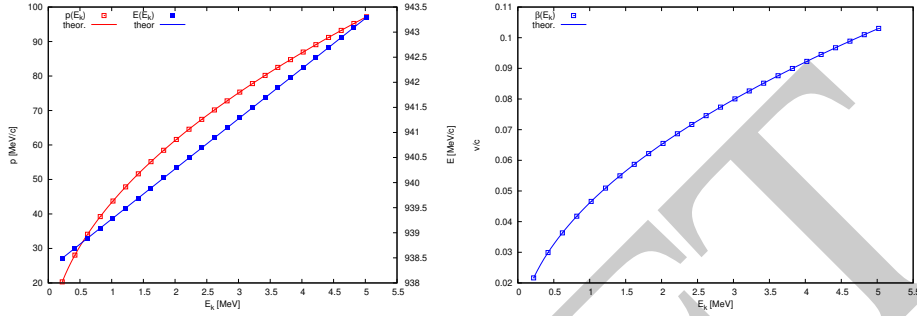 p(E_k) E(E_k)
theor. theor
100
90
80
70
60
50
40
30
20
p [MeV/c]
943.5
943
942.5
942
941.5
941
940.5
940
939.5
939
938.5
938
E [MeV/c]
0 0.5 1 1.5 2 2.5 3 3.5 4 4.5 5 5.5
E_k [MeV]
β(E_k)
theor.
0.11
0.1
0.09
0.08
0.07
0.06
0.05
0.04
0.03
0.02
v/c
0 0.5 1 1.5 2 2.5 3 3.5 4 4.5 5 5.5
E_k [MeV]
FT